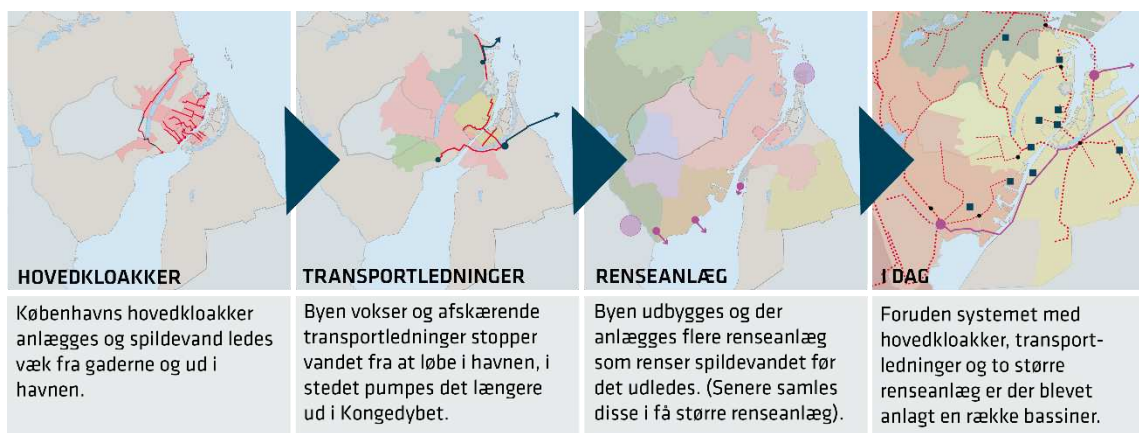 HOVEDKLOAKKER
Københavns hovedkloakker
anlægges og spildevand ledes
væk fra gaderne og ud i
havnen.
TRANSPORTLEDNINGER
Byen vokser og afskærende
transportledninger stopper
vandet fra at løbe i havnen, i
stedet pumpes det længere
ud i Kongedybet.
RENSEANLÆG
Byen udbygges og der
anlægges flere renseanlæg
som renser spildevandet før
det udledes. (Senere samles
disse i få større renseanlæg).
I DAG
Foruden systemet med
hovedkloakker, transport-
ledninger og to større
renseanlæg er der blevet
anlagt en række bassiner.